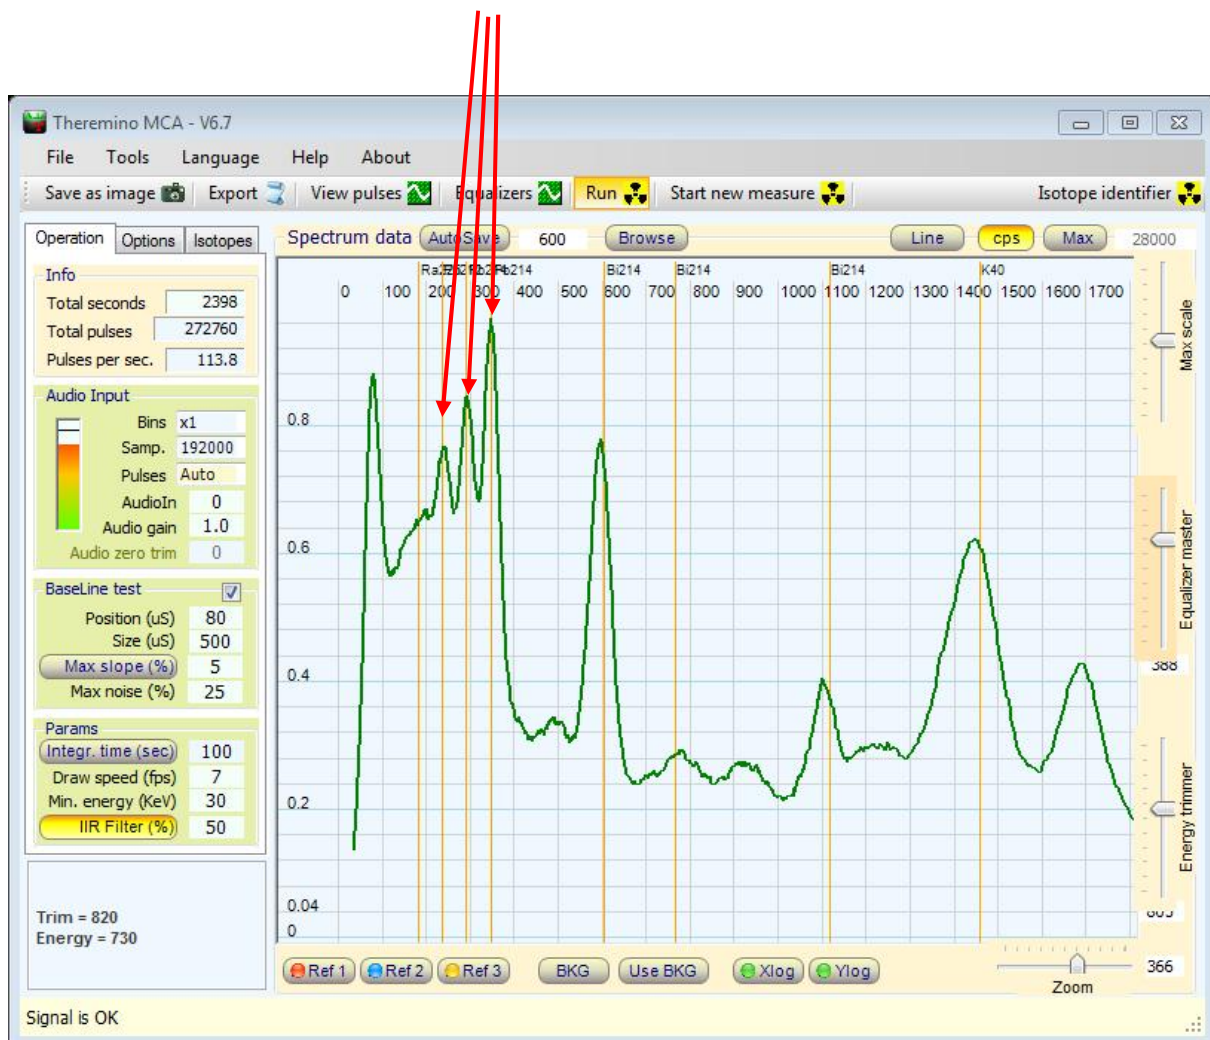 Theremino MCA - V6.7
File Tools Language Help About
Save as image Export View pulses Equalizers Run Start new measure Isotope identifier
Operation Options Isotopes
Info
Total seconds 2398
Total pulses 272760
Pulses per sec. 113.8
Audio Input
Bins x1
Samp. 192000
Pulses Auto
AudioIn 0
Audio gain 1.0
Audio zero trim 0
BaseLine test
Position (uS) 80
Size (uS) 500
Max slope (%) 5
Max noise (%) 25
Params
Integr. time (sec) 100
Draw speed (fps) 7
Min. energy (KeV) 30
IIR Filter (%) 50
Trim = 820
Energy = 730
Spectrum data AutoSave 600 Browse Line cps Max 28000
Bi214 Bi214 Bi214 K40
0 100 200 300 400 500 600 700 800 900 1000 1100 1200 1300 1400 1500 1600 1700
0.8
0.6
0.4
0.2
0.04
0
Max scale
Equalizer master
388
Energy trimmer
Ref 1 Ref 2 Ref 3 BKG Use BKG Xlog Ylog
Zoom
366
Signal is OK